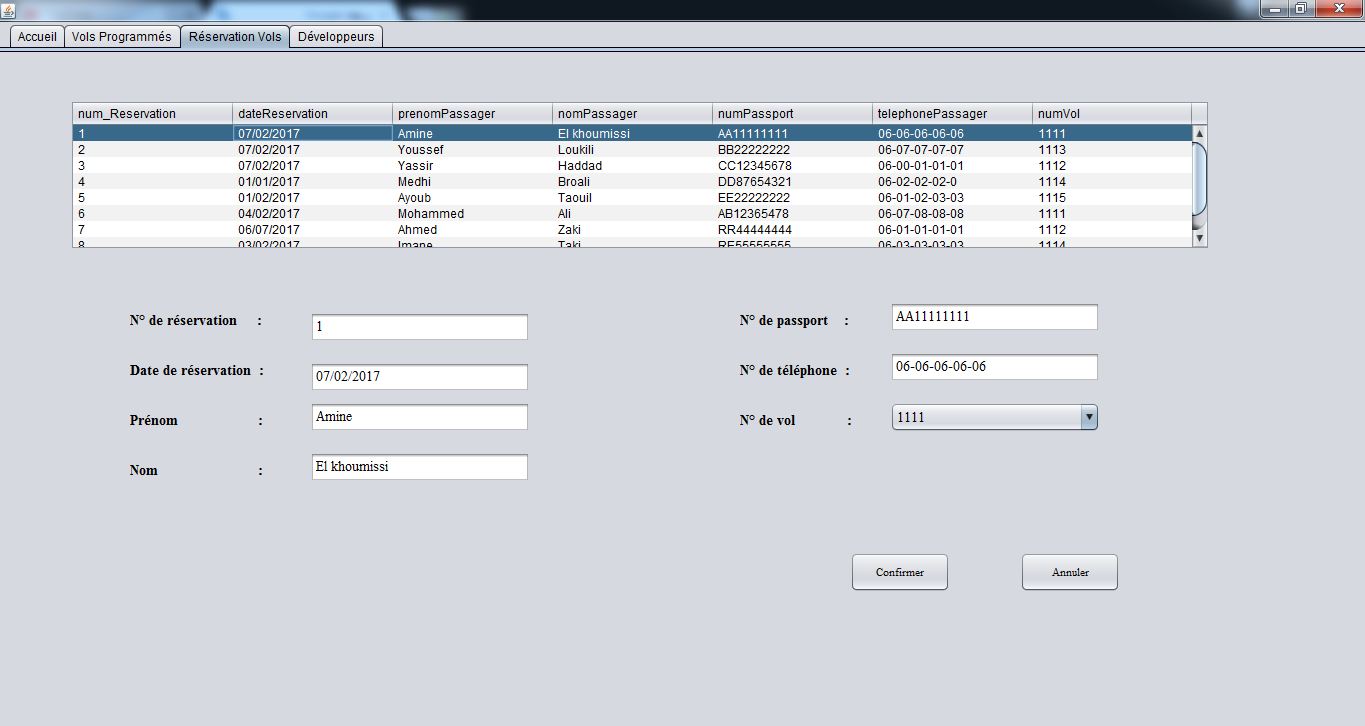 Accueil Vols Programmés Réservation Vols Développeurs
num_Reservation dateReservation prenomPassager nomPassager numPassport telephonePassager numVol
1 07/02/2017 Amine El khoumissi AA11111111 06-06-06-06-06 1111
2 07/02/2017 Youssef Loukili BB22222222 06-07-07-07-07 1113
3 07/02/2017 Yassir Haddad CC12345678 06-00-01-01-01 1112
4 01/01/2017 Medhi Broali DD87654321 06-02-02-02-0 1114
5 01/02/2017 Ayoub Taouil EE22222222 06-01-02-03-03 1115
6 04/02/2017 Mohammed Ali AB12365478 06-07-08-08-08 1111
7 06/07/2017 Ahmed Zaki RR44444444 06-01-01-01-01 1112
8 03/02/2017 Imane Taki 06-03-03-03-03 1114
N° de réservation : 1
Date de réservation : 07/02/2017
Prénom : Amine
Nom : El khoumissi
N° de passport : AA11111111
N° de téléphone : 06-06-06-06-06
N° de vol : 1111
Confirmer Annuler